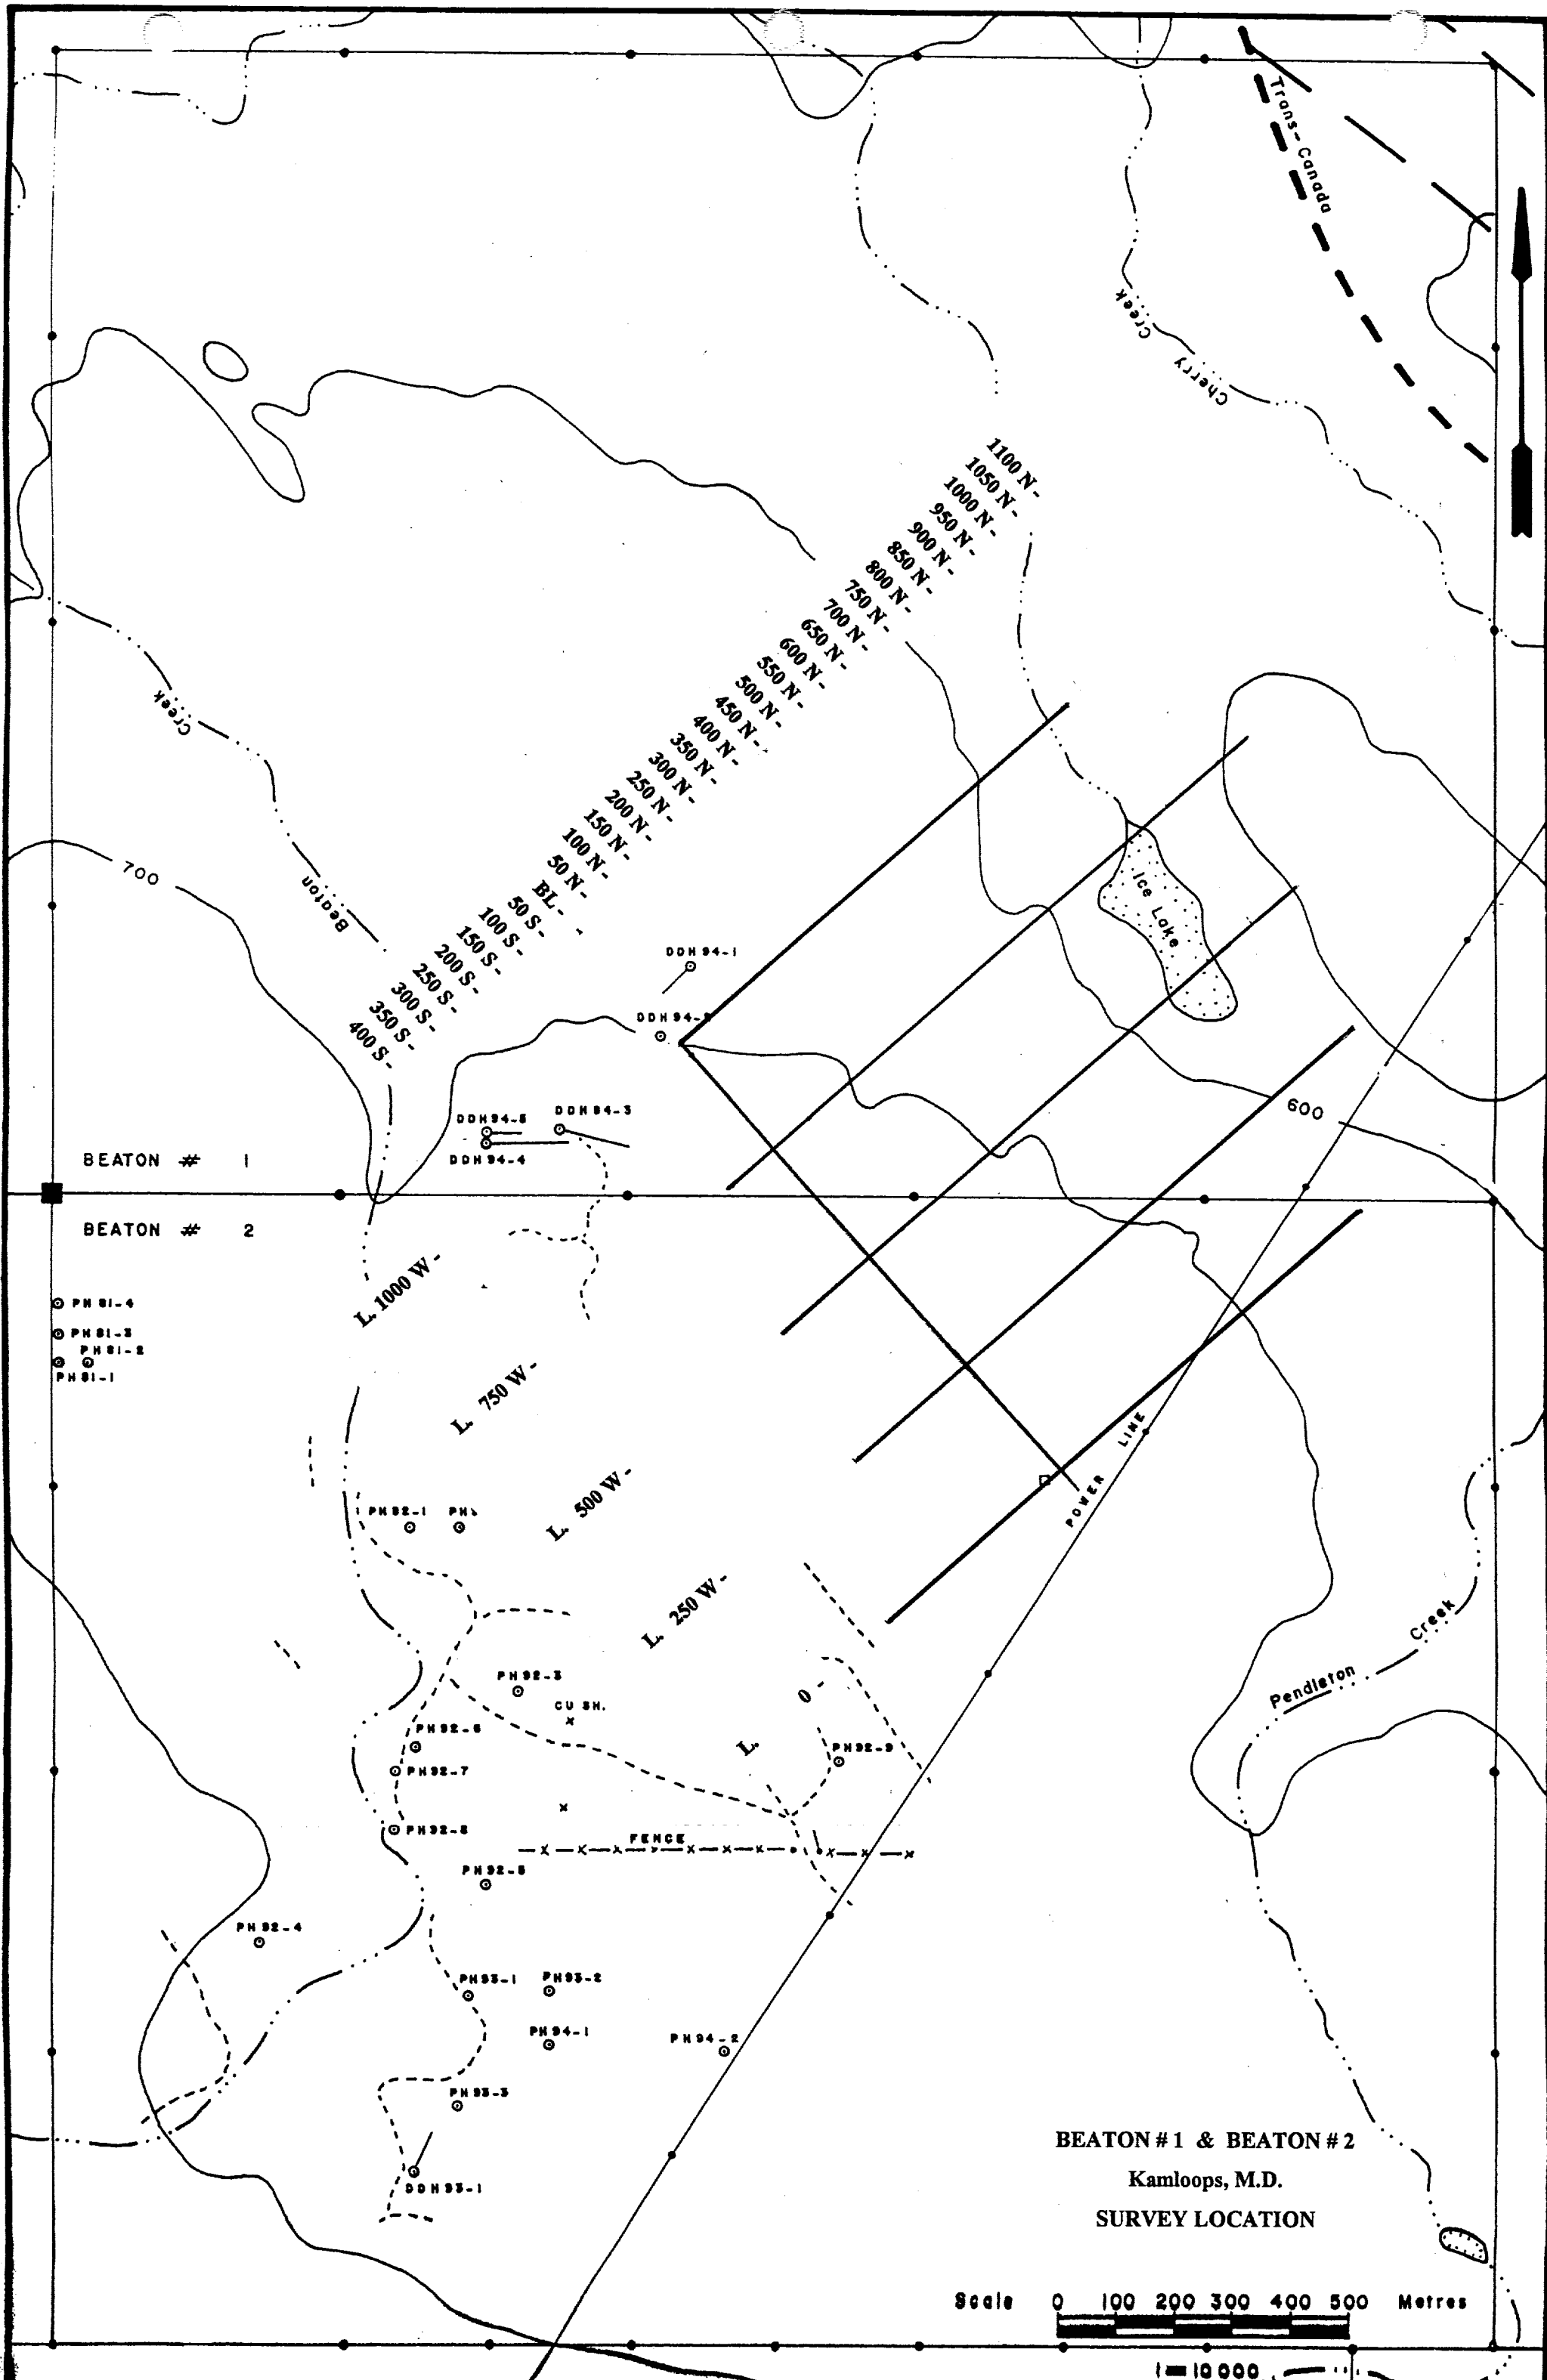 Trans-Canada
Creek
Cherry
1100 N -
1050 N -
1000 N -
950 N -
900 N -
850 N -
800 N -
750 N -
700 N -
650 N -
600 N -
550 N -
500 N -
450 N -
400 N -
350 N -
300 N -
250 N -
200 N -
150 N -
100 N -
50 N -
BL -
50 S -
100 S -
150 S -
200 S -
250 S -
300 S -
350 S -
400 S -
Creek
Beaton
700
Ice Lake
DDH 94-1
DDH 94-
600
DDH 94-5
DDH 94-3
DDH 94-4
BEATON # 1
BEATON # 2
L. 1000 W -
PH 81-4
PH 81-3
PH 81-2
PH 81-1
L. 750 W -
L. 500 W -
POWER LINE
PH 92-1
PH
L. 250 W -
Pendleton Creek
PH 92-3
CU SH.
L. 0 -
PH 92-6
PH 92-7
PH 92-9
PH 92-8
FENCE
PH 92-5
PH 92-4
PH 93-1
PH 93-2
PH 94-1
PH 94-2
PH 93-3
DDH 93-1
BEATON # 1 & BEATON # 2
Kamloops, M.D.
SURVEY LOCATION
Scale 0 100 200 300 400 500 Metres
1 = 10 000